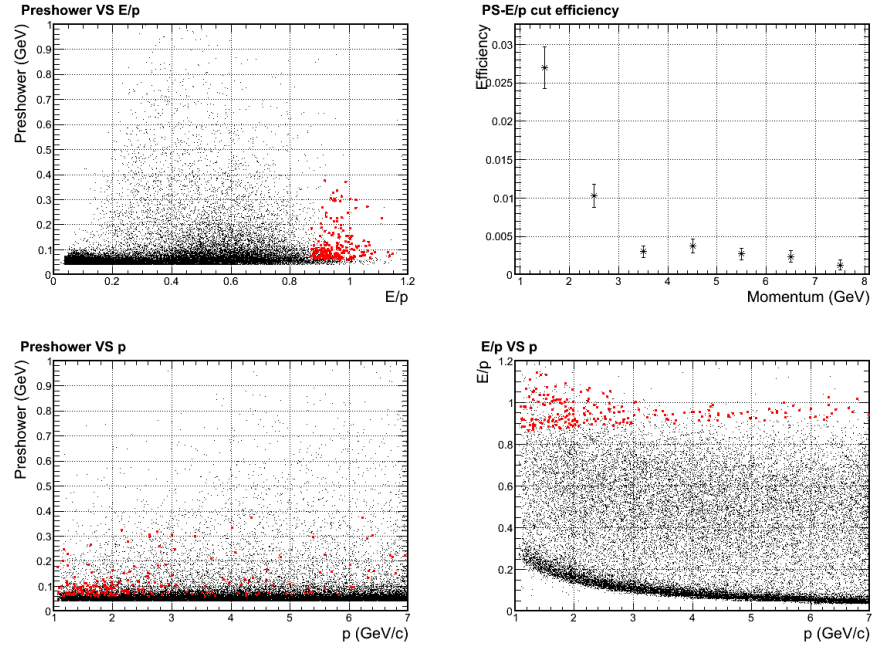 Preshower VS E/p
Preshower (GeV)
1
0.9
0.8
0.7
0.6
0.5
0.4
0.3
0.2
0.1
0
0 0.2 0.4 0.6 0.8 1 1.2
E/p
PS-E/p cut efficiency
Efficiency
0.03
0.025
0.02
0.015
0.01
0.005
0
1 2 3 4 5 6 7 8
Momentum (GeV)
Preshower VS p
Preshower (GeV)
1
0.9
0.8
0.7
0.6
0.5
0.4
0.3
0.2
0.1
0
1 2 3 4 5 6 7
p (GeV/c)
E/p VS p
E/p
1.2
1
0.8
0.6
0.4
0.2
0
1 2 3 4 5 6 7
p (GeV/c)